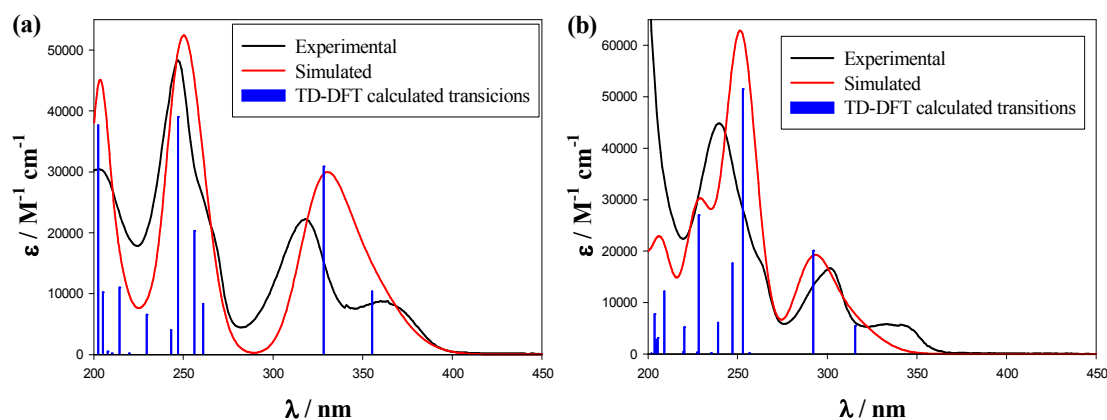 (a)
50000
40000
30000
20000
10000
0
ε / M⁻¹ cm⁻¹
Experimental
Simulated
TD-DFT calculated transicions
200 250 300 350 400 450
λ / nm
(b)
60000
50000
40000
30000
20000
10000
0
ε / M⁻¹ cm⁻¹
Experimental
Simulated
TD-DFT calculated transitions
200 250 300 350 400 450
λ / nm